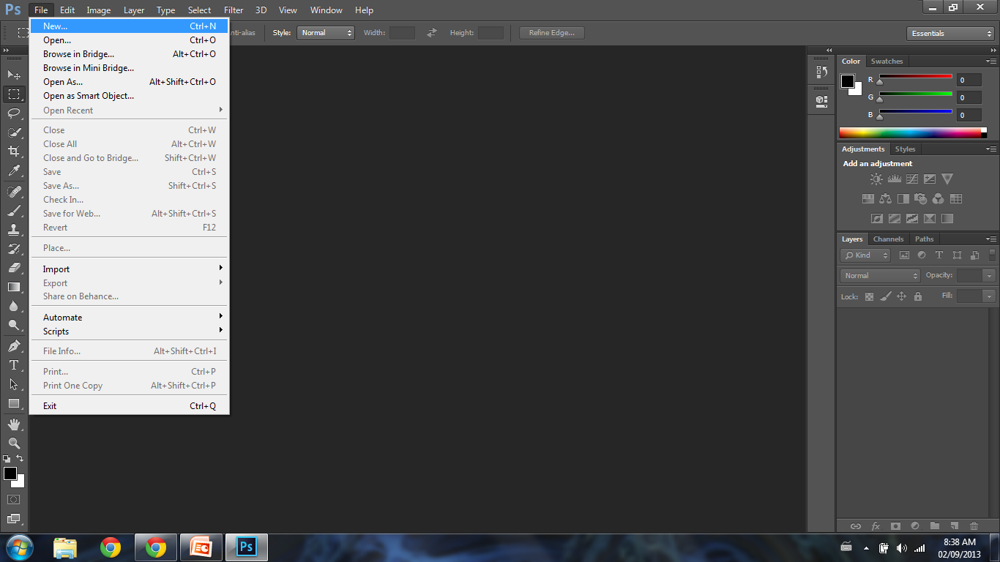 Ps File Edit Image Layer Type Select Filter 3D View Window Help
nti-alias Style: Normal Width: Height: Refine Edge... Essentials
New... Ctrl+N
Open... Ctrl+O
Browse in Bridge... Alt+Ctrl+O
Browse in Mini Bridge...
Open As... Alt+Shift+Ctrl+O
Open as Smart Object...
Open Recent
Close Ctrl+W
Close All Alt+Ctrl+W
Close and Go to Bridge... Shift+Ctrl+W
Save Ctrl+S
Save As... Shift+Ctrl+S
Check In...
Save for Web... Alt+Shift+Ctrl+S
Revert F12
Place...
Import
Export
Share on Behance...
Automate
Scripts
File Info... Alt+Shift+Ctrl+I
Print... Ctrl+P
Print One Copy Alt+Shift+Ctrl+P
Exit Ctrl+Q
Color Swatches
R 0
G 0
B 0
Adjustments Styles
Add an adjustment
Layers Channels Paths
Kind T
Normal Opacity:
Lock: Fill:
fx
T
Ps
8:38 AM
02/09/2013